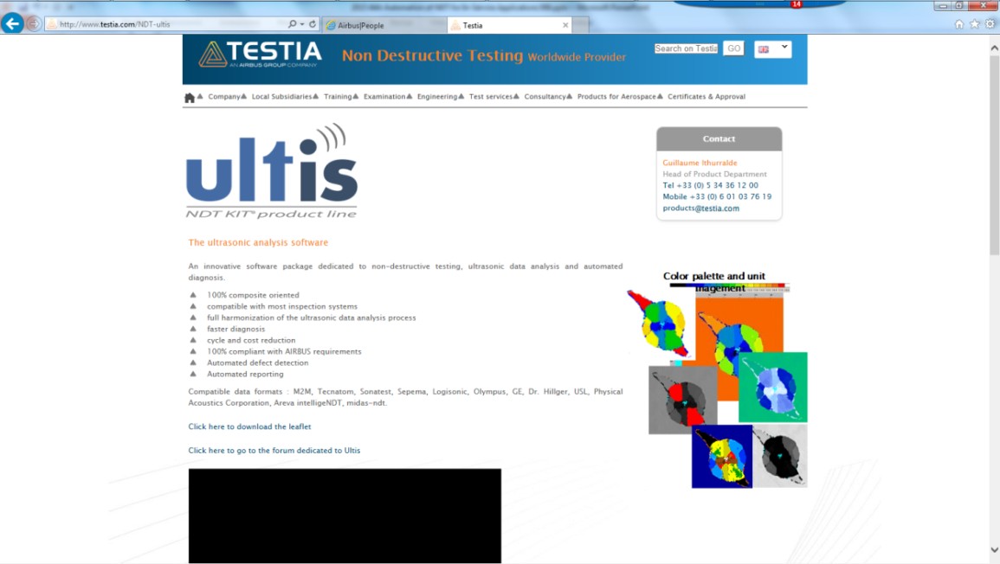 14
http://www.testia.com/NDT-ultis
Airbus|People
Testia
TESTIA
AN AIRBUS GROUP COMPANY
Non Destructive Testing Worldwide Provider
Search on Testia
GO
Company Local Subsidiaries Training Examination Engineering Test services Consultancy Products for Aerospace Certificates & Approval
ultis
NDT KIT® product line
Contact
Guillaume Ithurralde
Head of Product Department
Tel +33 (0) 5 34 36 12 00
Mobile +33 (0) 6 01 03 76 19
products@testia.com
The ultrasonic analysis software
An innovative software package dedicated to non-destructive testing, ultrasonic data analysis and automated
diagnosis.
100% composite oriented
compatible with most inspection systems
full harmonization of the ultrasonic data analysis process
faster diagnosis
cycle and cost reduction
100% compliant with AIRBUS requirements
Automated defect detection
Automated reporting
Compatible data formats : M2M, Tecnatom, Sonatest, Sepema, Logisonic, Olympus, GE, Dr. Hillger, USL, Physical
Acoustics Corporation, Areva intelligeNDT, midas-ndt.
Click here to download the leaflet
Click here to go to the forum dedicated to Ultis
Color palette and unit